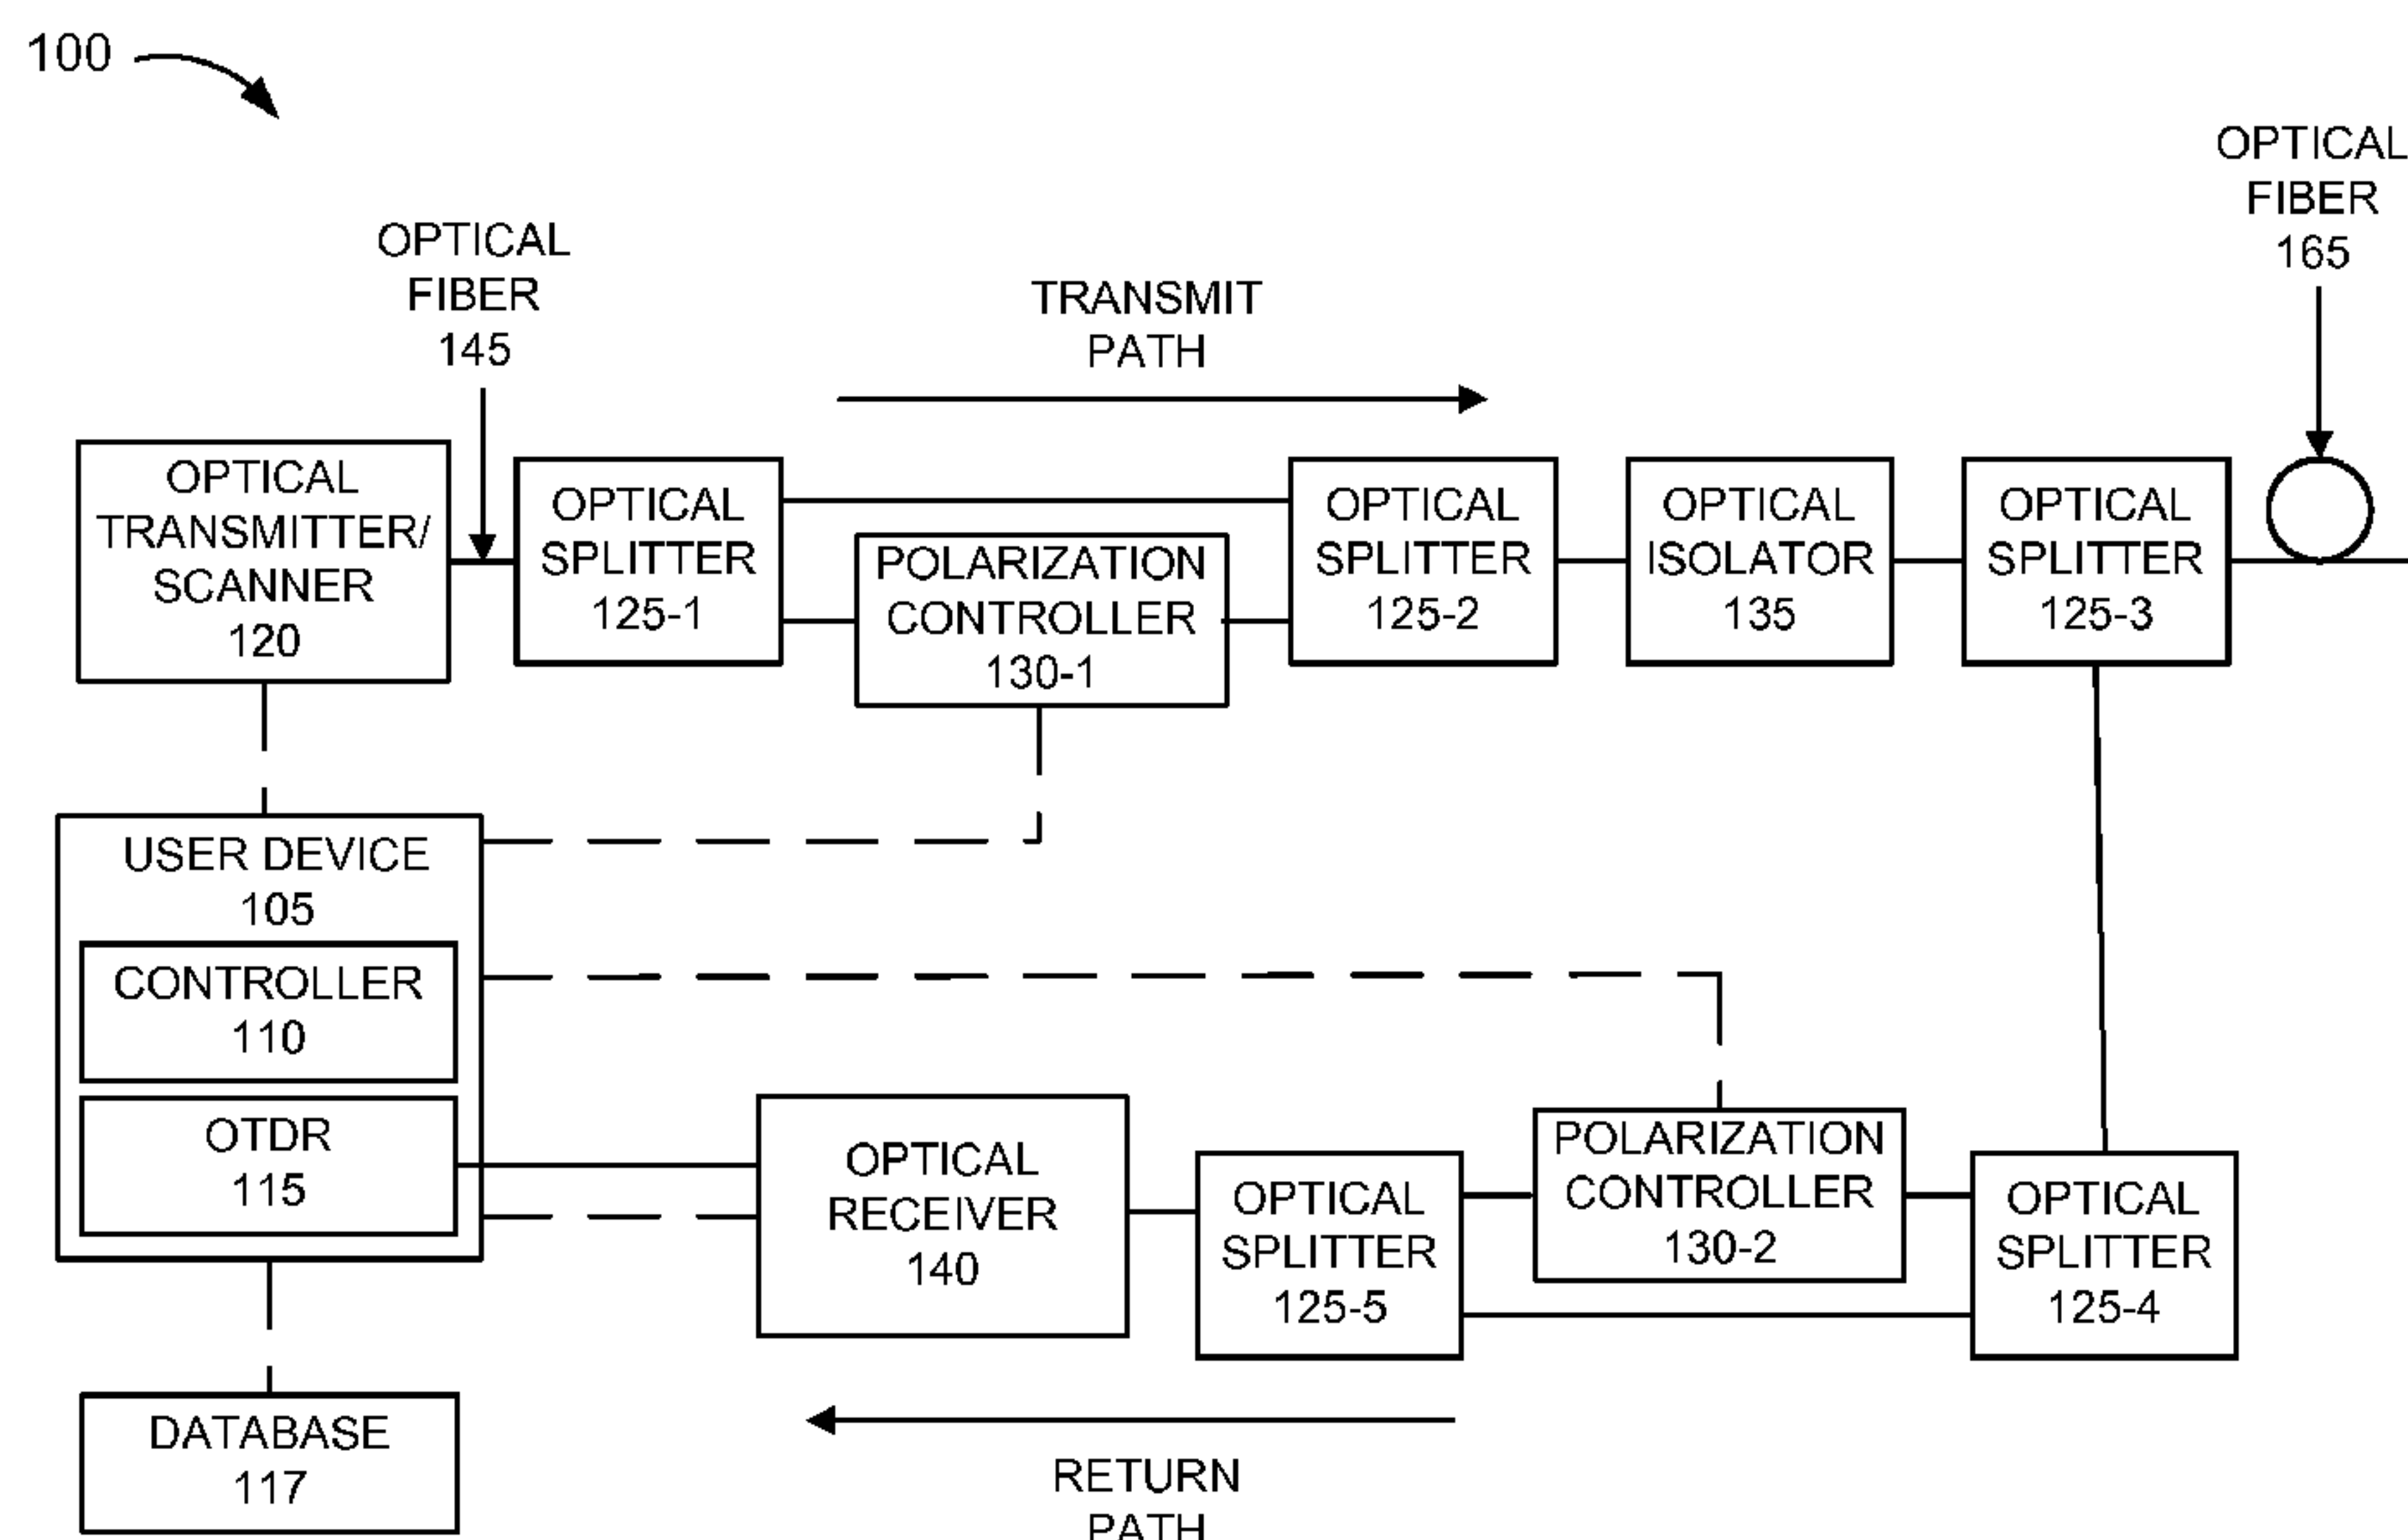 100
OPTICAL
FIBER
165
OPTICAL
FIBER
145
TRANSMIT
PATH
OPTICAL
TRANSMITTER/
SCANNER
120
OPTICAL
SPLITTER
125-1
POLARIZATION
CONTROLLER
130-1
OPTICAL
SPLITTER
125-2
OPTICAL
ISOLATOR
135
OPTICAL
SPLITTER
125-3
USER DEVICE
105
CONTROLLER
110
OTDR
115
OPTICAL
RECEIVER
140
OPTICAL
SPLITTER
125-5
POLARIZATION
CONTROLLER
130-2
OPTICAL
SPLITTER
125-4
DATABASE
117
RETURN
PATH